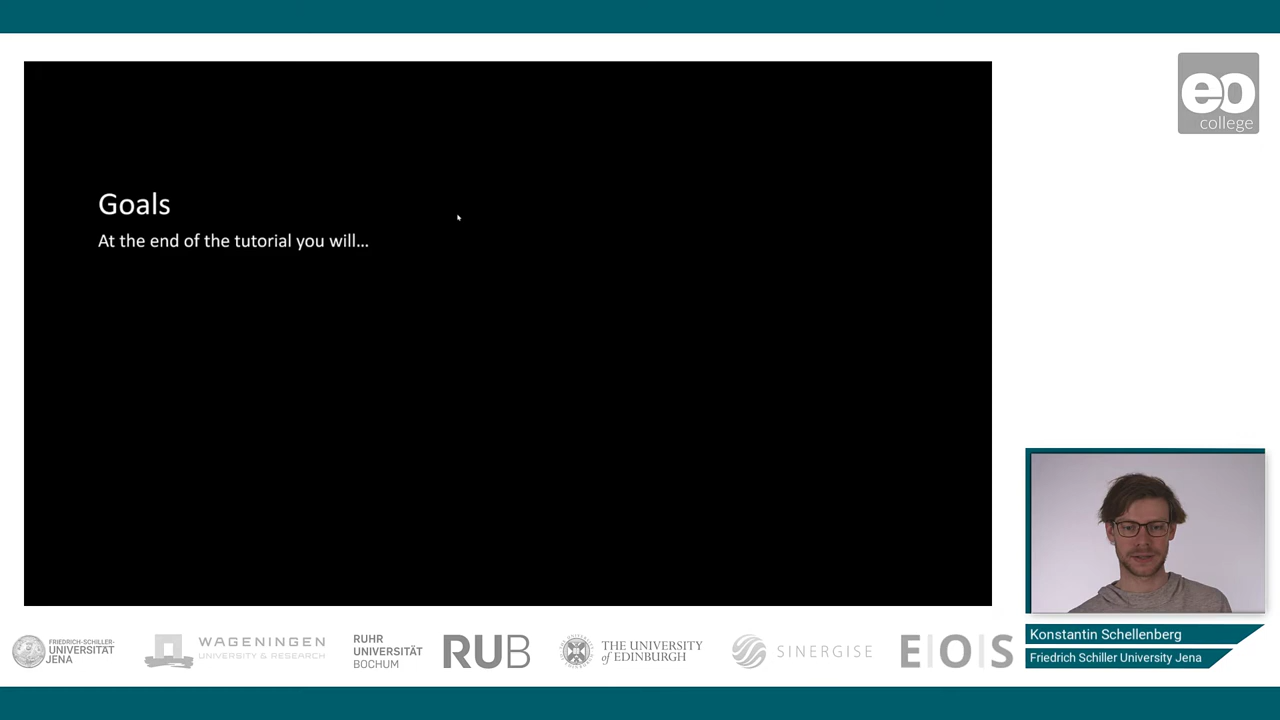 eo
college
Goals
At the end of the tutorial you will...
Konstantin Schellenberg
Friedrich Schiller University Jena
FRIEDRICH-SCHILLER-
UNIVERSITÄT
JENA
WAGENINGEN
UNIVERSITY & RESEARCH
RUHR
UNIVERSITÄT
BOCHUM
RUB
THE UNIVERSITY
of EDINBURGH
SINERGISE
E|O|S